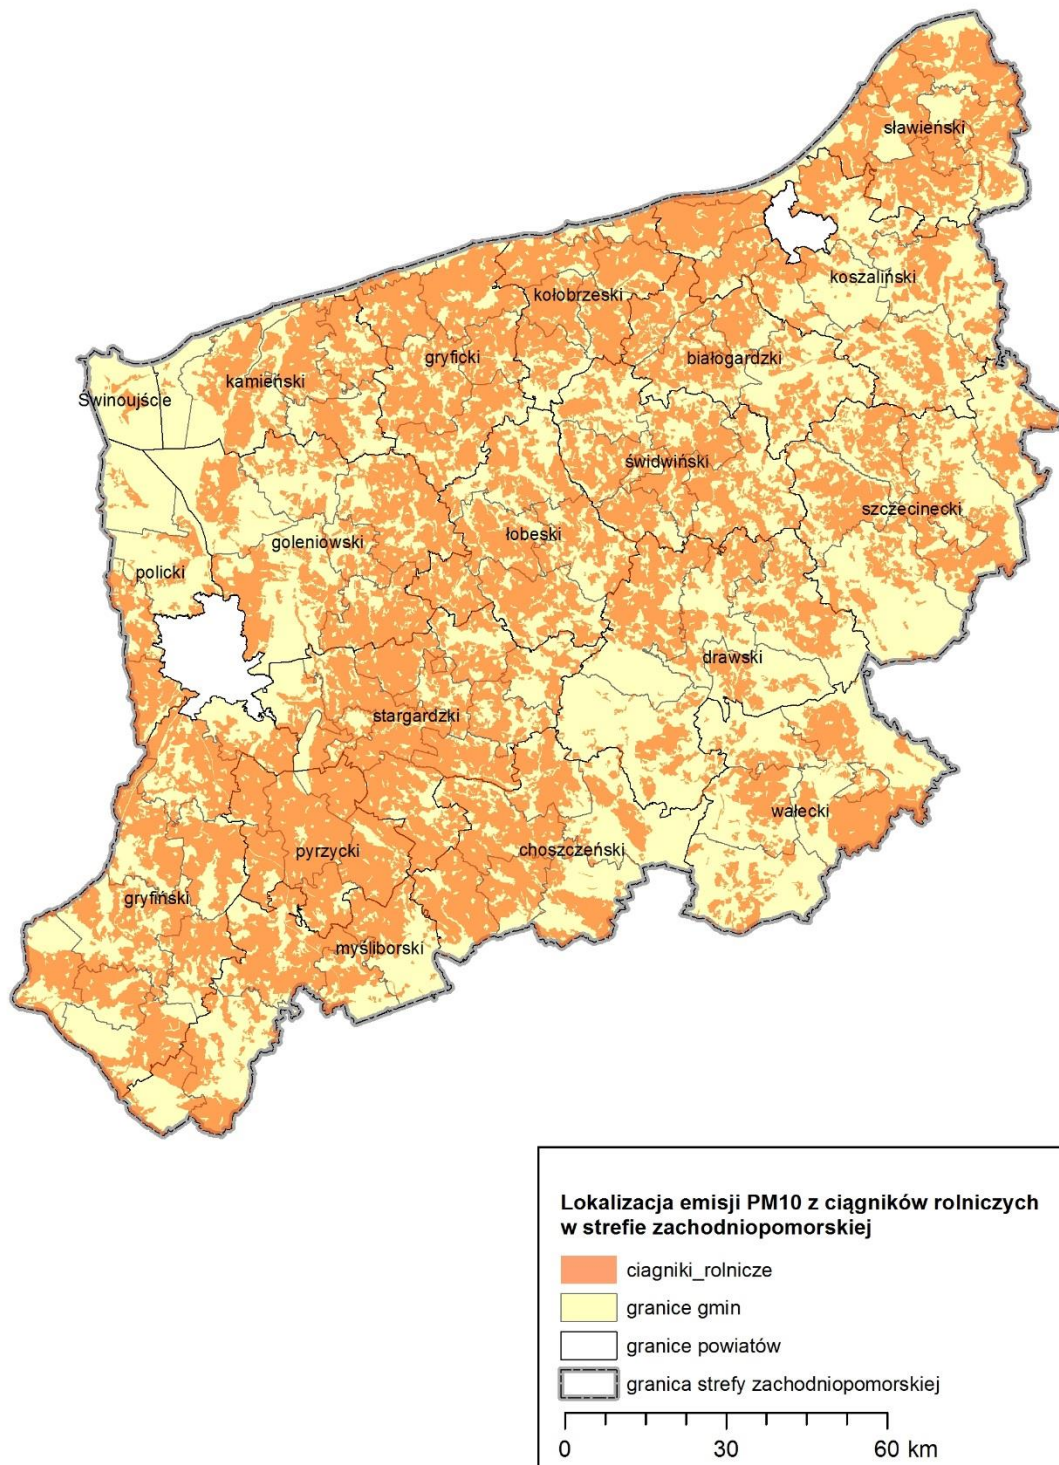 sławieński
koszaliński
kołobrzeski
białogardzki
gryficki
kamieński
Świnoujście
świdwiński
szczecinecki
łobeski
goleniowski
policki
drawski
stargardzki
wałecki
choszczeński
pyrzycki
gryfiński
myśliborski
Lokalizacja emisji PM10 z ciągników rolniczych
w strefie zachodniopomorskiej
ciagniki_rolnicze
granice gmin
granice powiatów
granica strefy zachodniopomorskiej
0 30 60 km